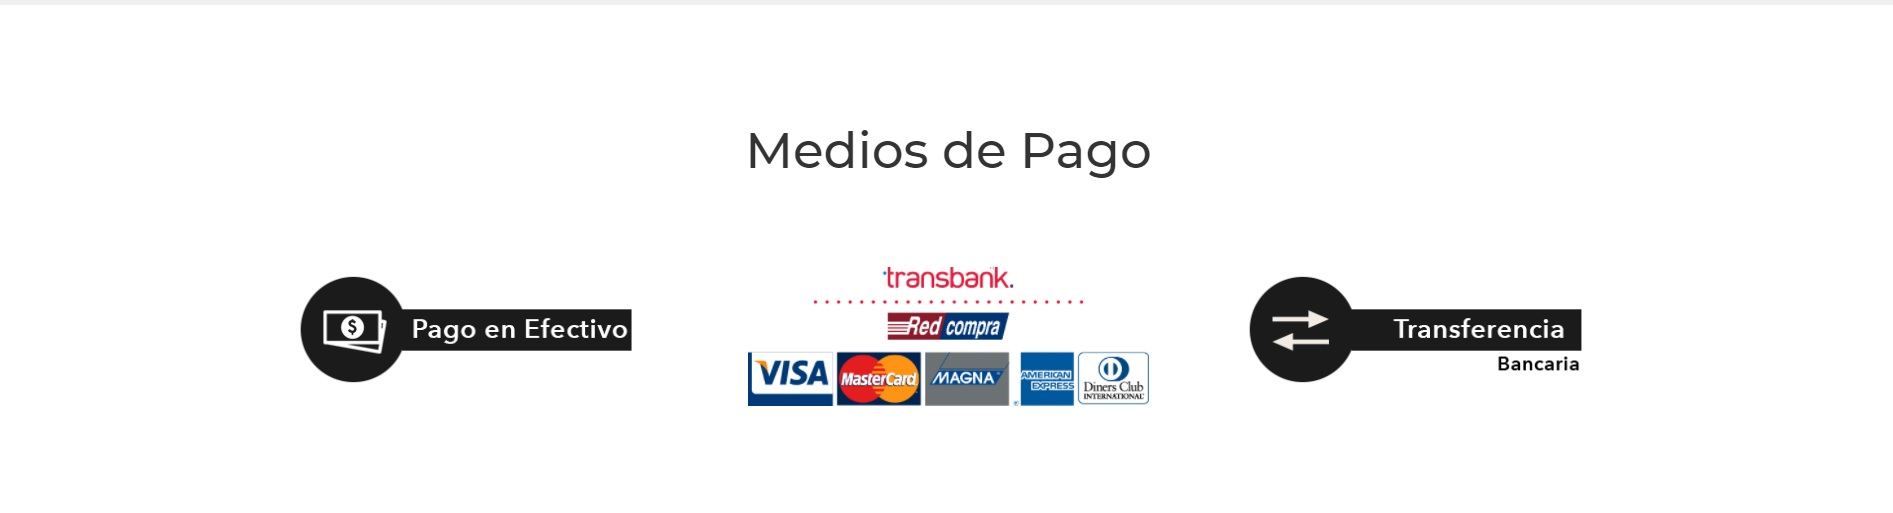 Medios de Pago
$
Pago en Efectivo
transbank.
Red compra
VISA
MasterCard
MAGNA
AMERICAN
EXPRESS
Diners Club
INTERNATIONAL
Transferencia
Bancaria